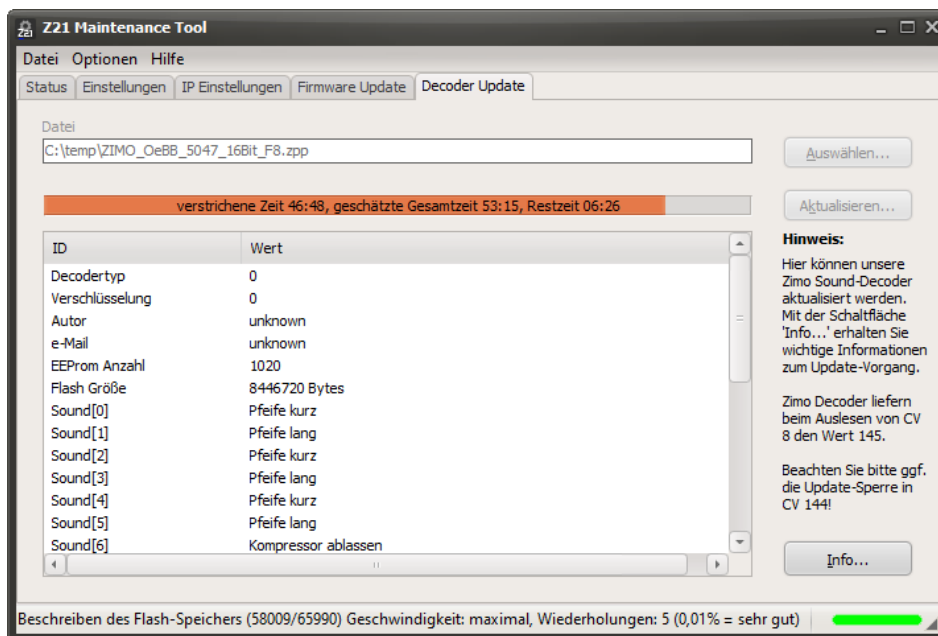 Z21 Maintenance Tool
Datei Optionen Hilfe
Status Einstellungen IP Einstellungen Firmware Update Decoder Update
Datei
C:\temp\ZIMO_OeBB_5047_16Bit_F8.zpp
Auswählen...
verstrichene Zeit 46:48, geschätzte Gesamtzeit 53:15, Restzeit 06:26
Aktualisieren...
ID Wert
Decodertyp 0
Verschlüsselung 0
Autor unknown
e-Mail unknown
EEProm Anzahl 1020
Flash Größe 8446720 Bytes
Sound[0] Pfeife kurz
Sound[1] Pfeife lang
Sound[2] Pfeife kurz
Sound[3] Pfeife lang
Sound[4] Pfeife kurz
Sound[5] Pfeife lang
Sound[6] Kompressor ablassen
Hinweis:
Hier können unsere
Zimo Sound-Decoder
aktualisiert werden.
Mit der Schaltfläche
'Info...' erhalten Sie
wichtige Informationen
zum Update-Vorgang.
Zimo Decoder liefern
beim Auslesen von CV
8 den Wert 145.
Beachten Sie bitte ggf.
die Update-Sperre in
CV 144!
Info...
Beschreiben des Flash-Speichers (58009/65990) Geschwindigkeit: maximal, Wiederholungen: 5 (0,01% = sehr gut)